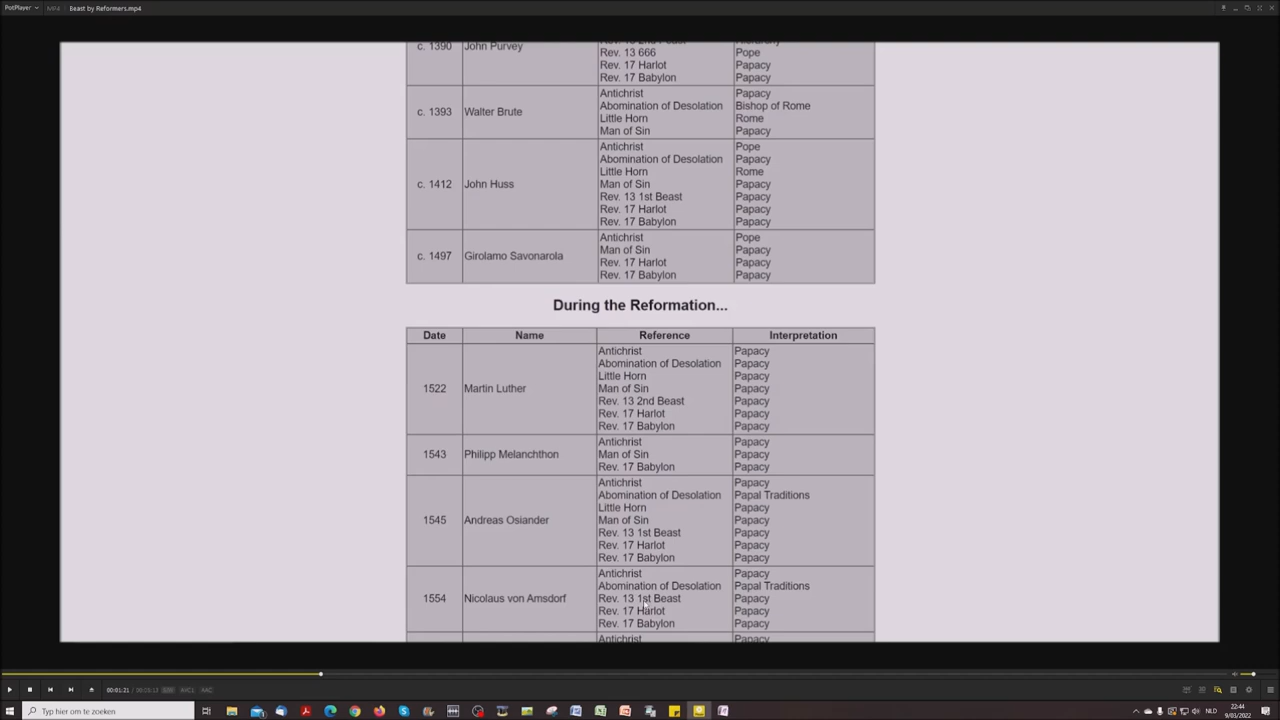 PotPlayer MP4 Beast by Reformers.mp4
c. 1390 John Purvey
Rev. 13 666 Pope
Rev. 17 Harlot Papacy
Rev. 17 Babylon Papacy
c. 1393 Walter Brute
Antichrist Papacy
Abomination of Desolation Bishop of Rome
Little Horn Rome
Man of Sin Papacy
c. 1412 John Huss
Antichrist Pope
Abomination of Desolation Papacy
Little Horn Rome
Man of Sin Papacy
Rev. 13 1st Beast Papacy
Rev. 17 Harlot Papacy
Rev. 17 Babylon Papacy
c. 1497 Girolamo Savonarola
Antichrist Pope
Man of Sin Papacy
Rev. 17 Harlot Papacy
Rev. 17 Babylon Papacy
During the Reformation...
Date Name Reference Interpretation
1522 Martin Luther
Antichrist Papacy
Abomination of Desolation Papacy
Little Horn Papacy
Man of Sin Papacy
Rev. 13 2nd Beast Papacy
Rev. 17 Harlot Papacy
Rev. 17 Babylon Papacy
1543 Philipp Melanchthon
Antichrist Papacy
Man of Sin Papacy
Rev. 17 Babylon Papacy
1545 Andreas Osiander
Antichrist Papacy
Abomination of Desolation Papal Traditions
Little Horn Papacy
Man of Sin Papacy
Rev. 13 1st Beast Papacy
Rev. 17 Harlot Papacy
Rev. 17 Babylon Papacy
1554 Nicolaus von Amsdorf
Antichrist Papacy
Abomination of Desolation Papal Traditions
Rev. 13 1st Beast Papacy
Rev. 17 Harlot Papacy
Rev. 17 Babylon Papacy
Antichrist Papacy
00:01:21
Typ hier om te zoeken
NLD
22:44
9/03/2022